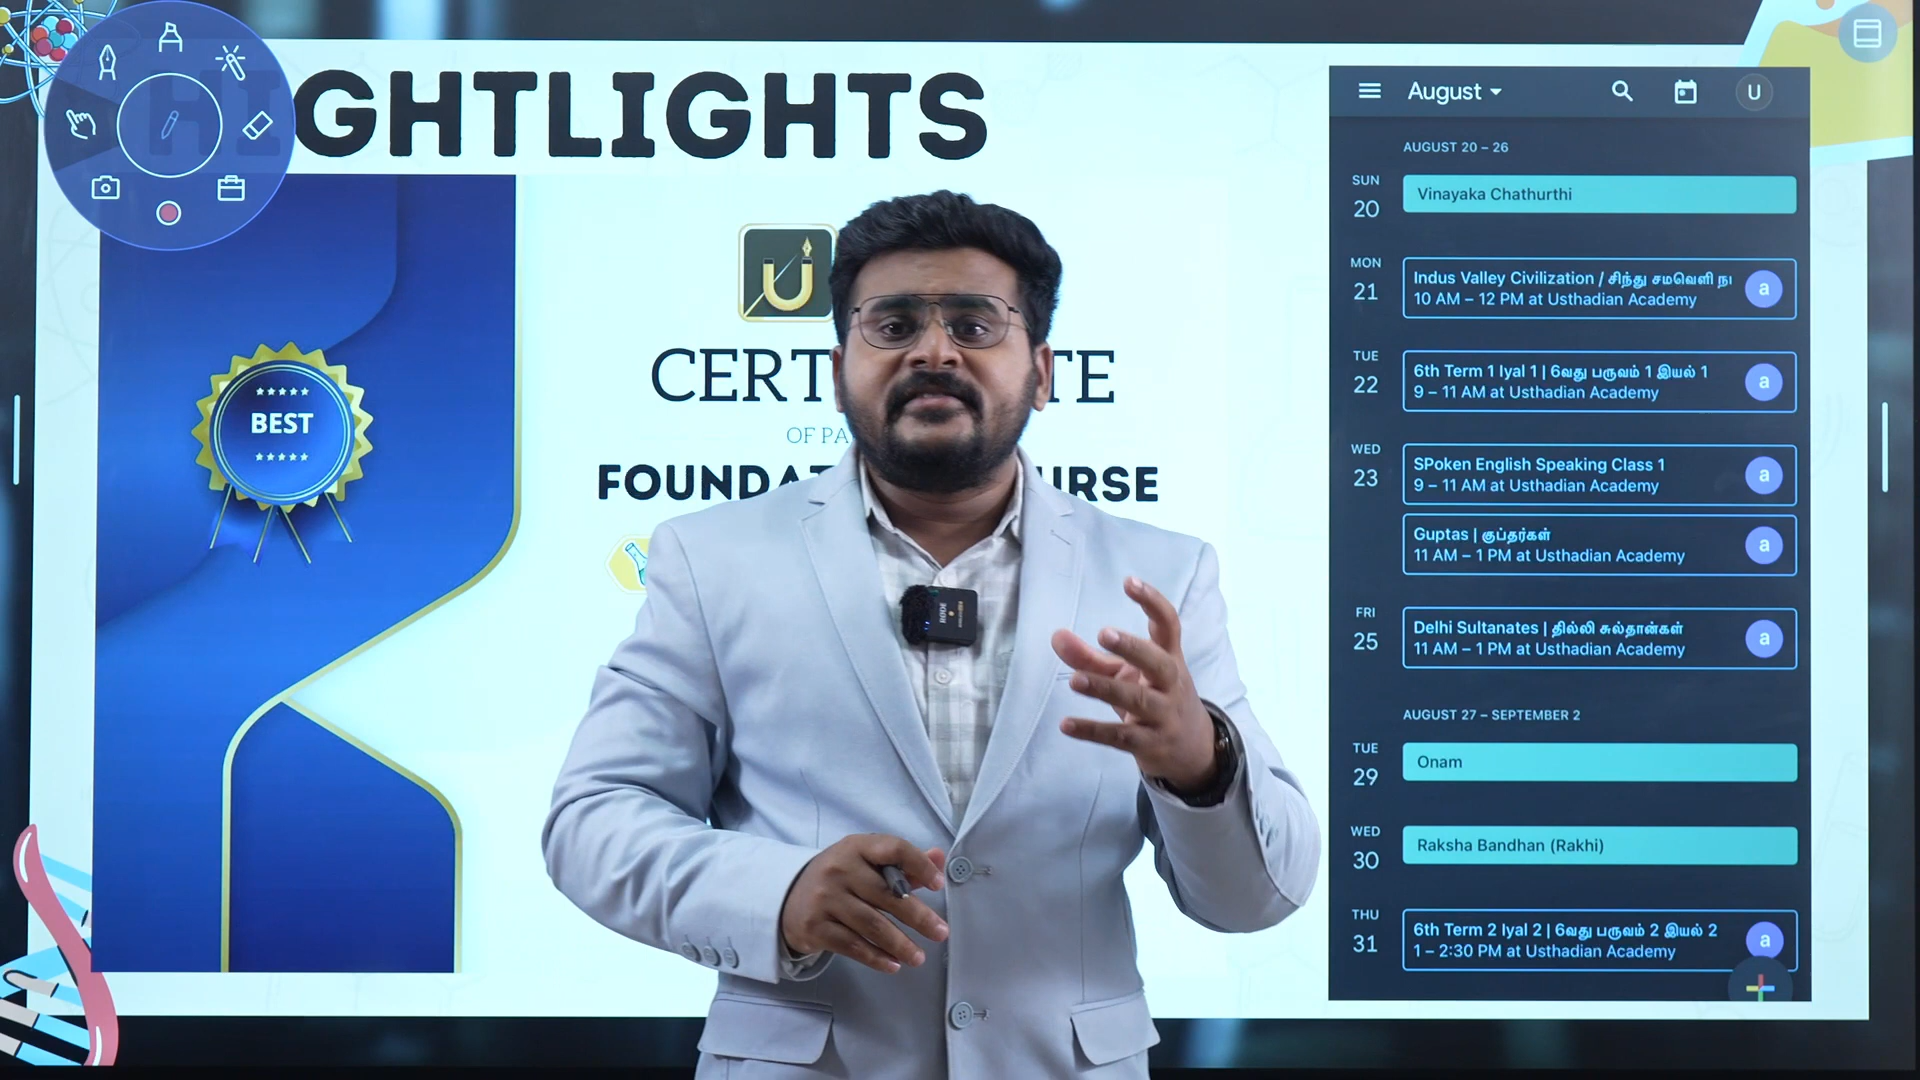 HIGHTLIGHTS
BEST
CERT TE
OF PA
FOUNDA URSE
RODE
August
U
AUGUST 20 – 26
SUN
20
Vinayaka Chathurthi
MON
21
Indus Valley Civilization / சிந்து சமவெளி
10 AM – 12 PM at Usthadian Academy
a
TUE
22
6th Term 1 Iyal 1 | 6வது பருவம் 1 இயல் 1
9 – 11 AM at Usthadian Academy
a
WED
23
SPoken English Speaking Class 1
9 – 11 AM at Usthadian Academy
a
Guptas | குப்தர்கள்
11 AM – 1 PM at Usthadian Academy
a
FRI
25
Delhi Sultanates | தில்லி சுல்தான்கள்
11 AM – 1 PM at Usthadian Academy
a
AUGUST 27 – SEPTEMBER 2
TUE
29
Onam
WED
30
Raksha Bandhan (Rakhi)
THU
31
6th Term 2 Iyal 2 | 6வது பருவம் 2 இயல் 2
1 – 2:30 PM at Usthadian Academy
a